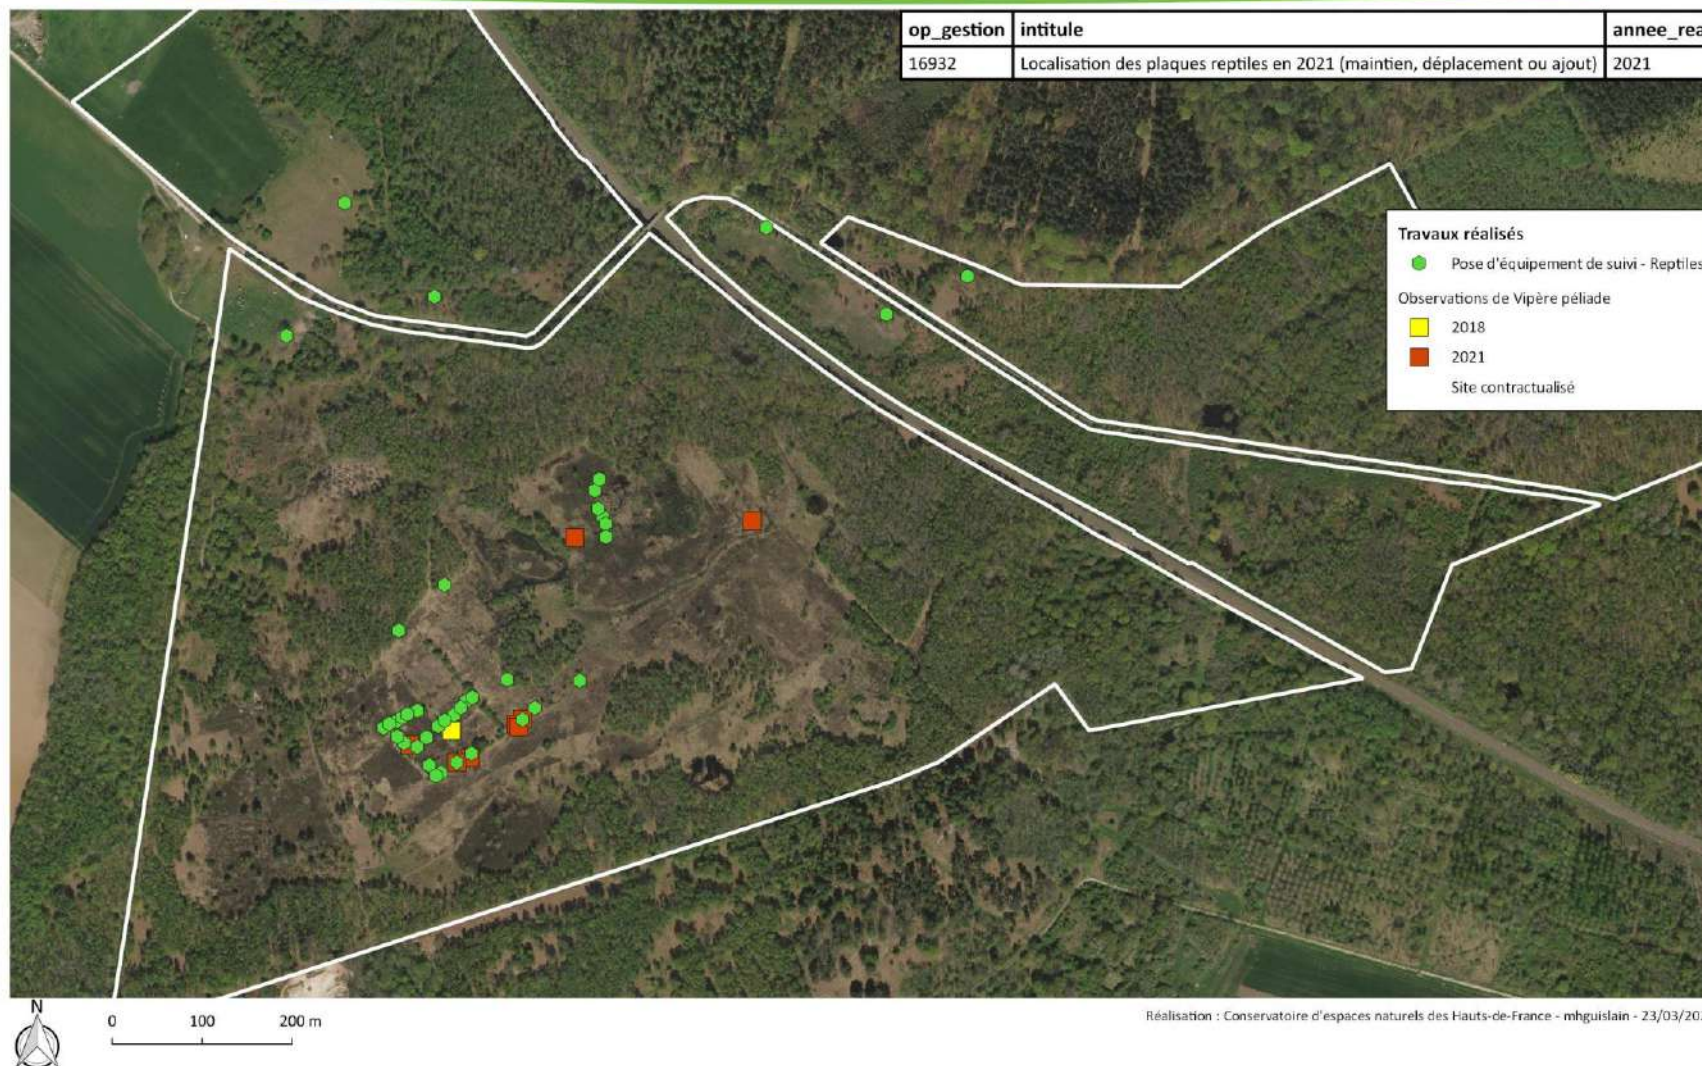 op_gestion intitule annee_rea
16932 Localisation des plaques reptiles en 2021 (maintien, déplacement ou ajout) 2021
Travaux réalisés
Pose d'équipement de suivi - Reptiles
Observations de Vipère péliade
2018
2021
Site contractualisé
N
0 100 200 m
Réalisation : Conservatoire d'espaces naturels des Hauts-de-France - mhguislain - 23/03/202